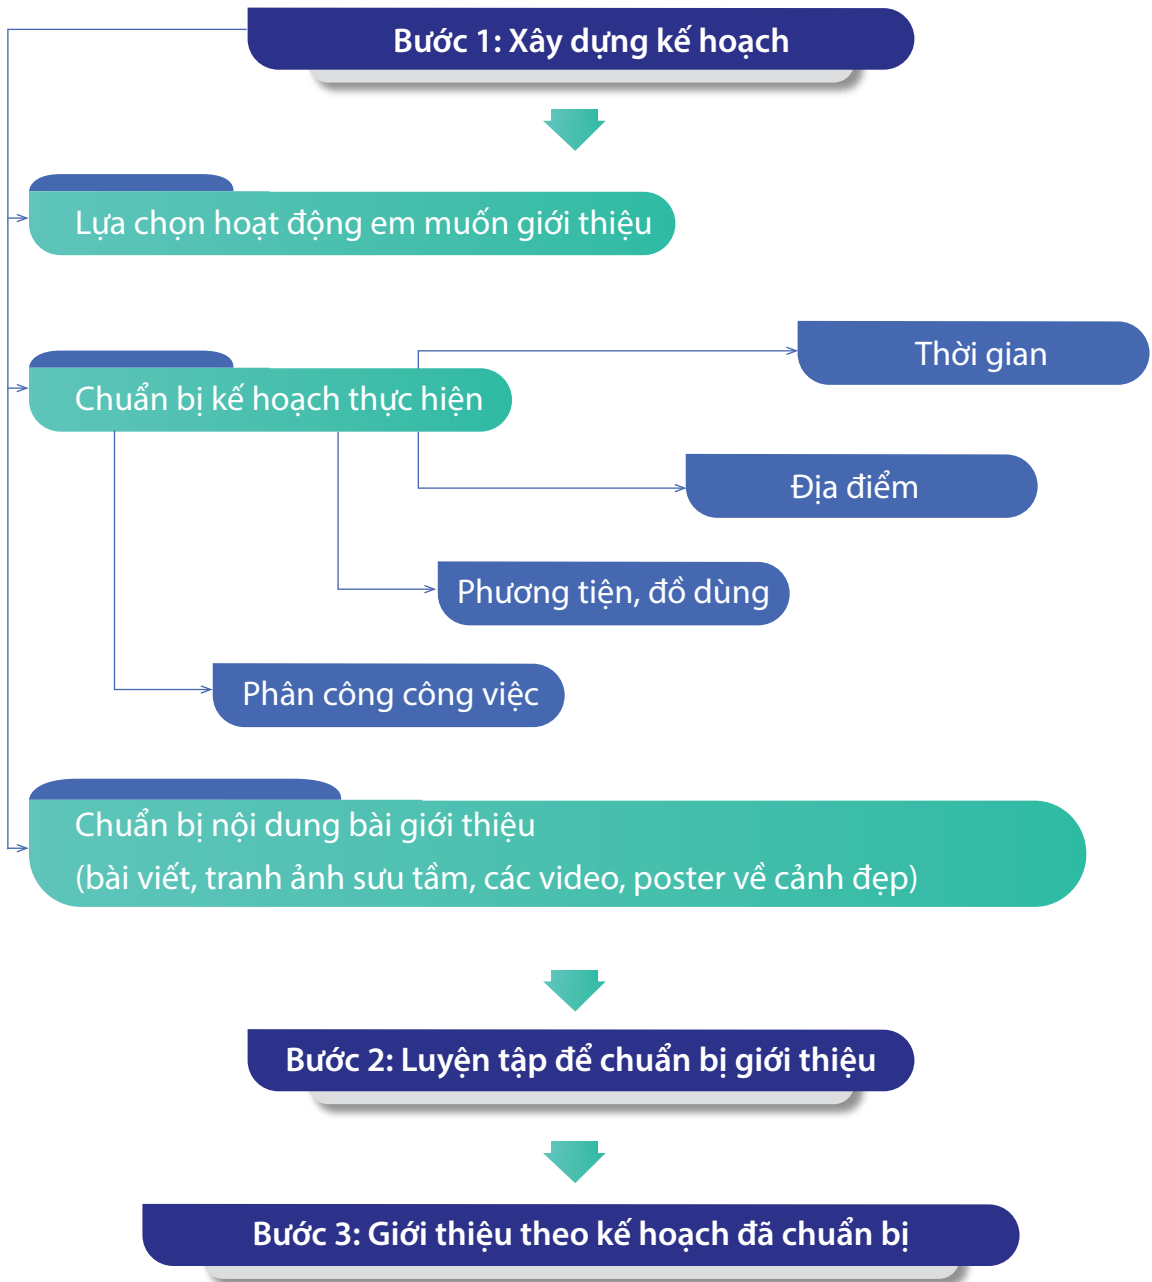 Bước 1: Xây dựng kế hoạch
Lựa chọn hoạt động em muốn giới thiệu
Chuẩn bị kế hoạch thực hiện
Thời gian
Địa điểm
Phương tiện, đồ dùng
Phân công công việc
Chuẩn bị nội dung bài giới thiệu
(bài viết, tranh ảnh sưu tầm, các video, poster về cảnh đẹp)
Bước 2: Luyện tập để chuẩn bị giới thiệu
Bước 3: Giới thiệu theo kế hoạch đã chuẩn bị